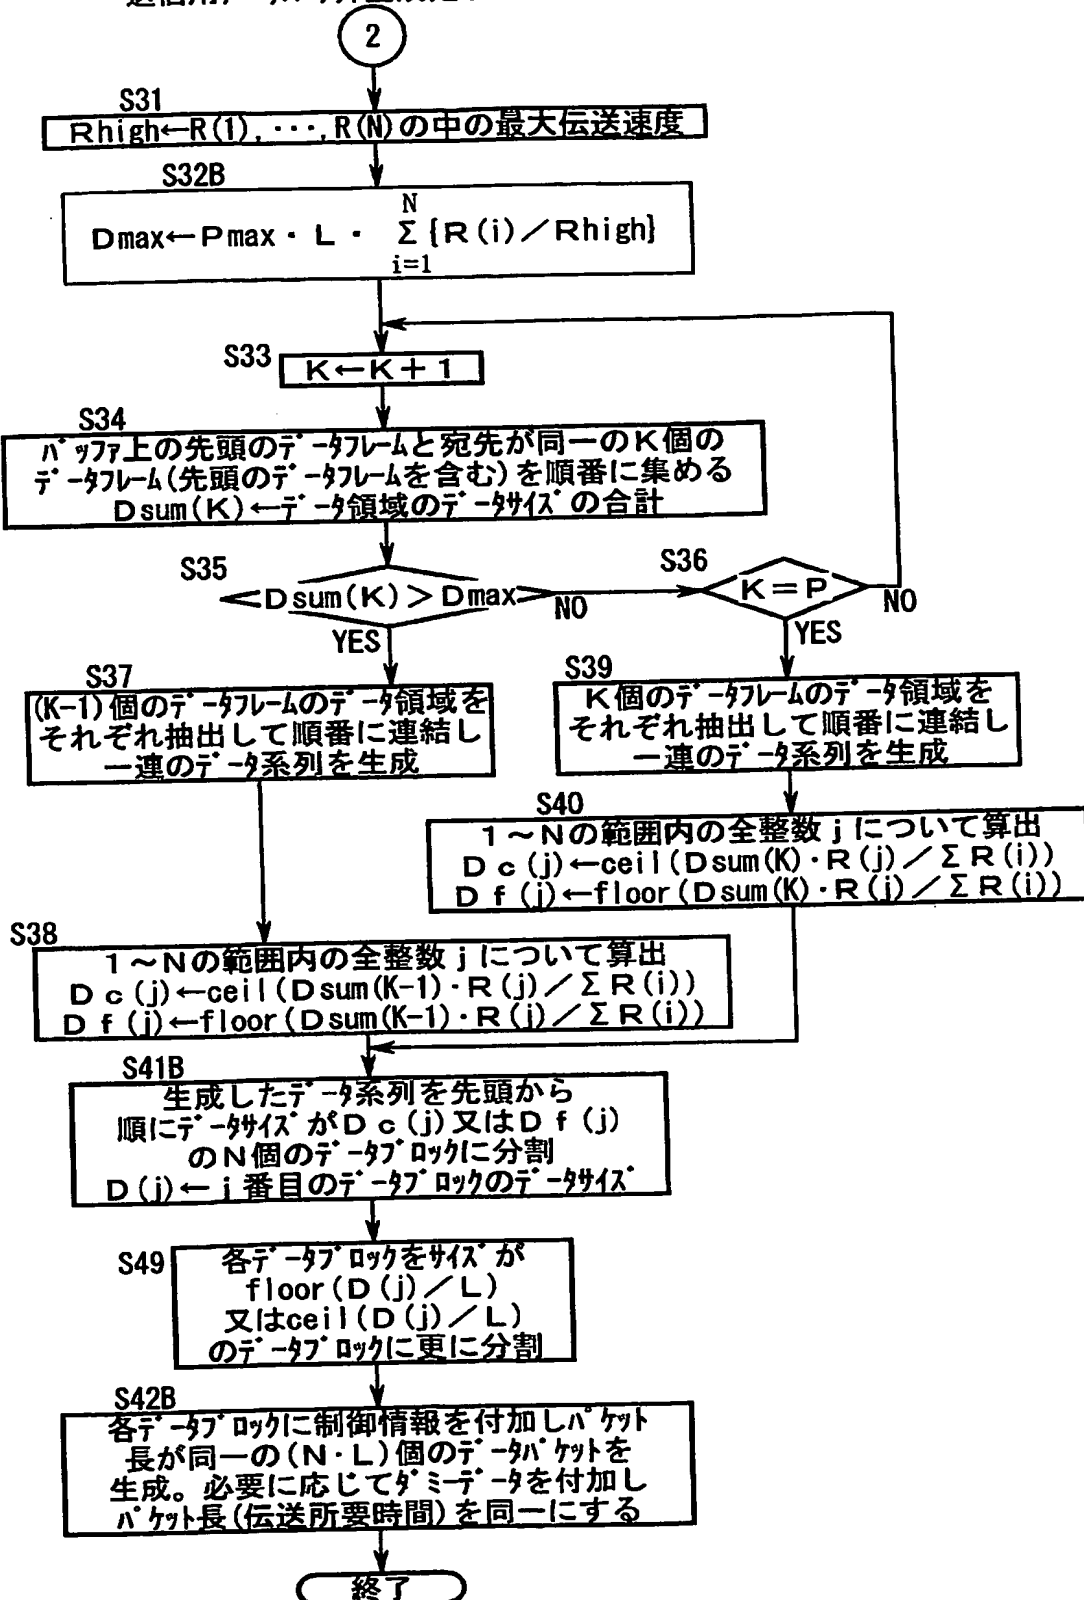 2
S31
Rhigh←R(1), ･･･, R(N)の中の最大伝送速度
S32B
N
Dmax←Pmax・L・ Σ{R(i)／Rhigh}
i=1
S33
K←K＋1
S34
ﾊﾞｯﾌｧ上の先頭のﾃﾞｰﾀﾌﾚｰﾑと宛先が同一のK個の
ﾃﾞｰﾀﾌﾚｰﾑ(先頭のﾃﾞｰﾀﾌﾚｰﾑを含む)を順番に集める
Dsum(K)←ﾃﾞｰﾀ領域のﾃﾞｰﾀｻｲｽﾞの合計
S35
Dsum(K)＞Dmax
NO
YES
S36
K＝P
NO
YES
S37
(K-1)個のﾃﾞｰﾀﾌﾚｰﾑのﾃﾞｰﾀ領域を
それぞれ抽出して順番に連結し
一連のﾃﾞｰﾀ系列を生成
S39
K個のﾃﾞｰﾀﾌﾚｰﾑのﾃﾞｰﾀ領域を
それぞれ抽出して順番に連結し
一連のﾃﾞｰﾀ系列を生成
S40
1～Nの範囲内の全整数jについて算出
Dc(j)←ceil(Dsum(K)･R(j)／ΣR(i))
Df(j)←floor(Dsum(K)･R(j)／ΣR(i))
S38
1～Nの範囲内の全整数jについて算出
Dc(j)←ceil(Dsum(K-1)･R(j)／ΣR(i))
Df(j)←floor(Dsum(K-1)･R(j)／ΣR(i))
S41B
生成したﾃﾞｰﾀ系列を先頭から
順にﾃﾞｰﾀｻｲｽﾞがDc(j)又はDf(j)
のN個のﾃﾞｰﾀﾌﾞﾛｯｸに分割
D(j)←j番目のﾃﾞｰﾀﾌﾞﾛｯｸのﾃﾞｰﾀｻｲｽﾞ
S49
各ﾃﾞｰﾀﾌﾞﾛｯｸをｻｲｽﾞが
floor(D(j)／L)
又はceil(D(j)／L)
のﾃﾞｰﾀﾌﾞﾛｯｸに更に分割
S42B
各ﾃﾞｰﾀﾌﾞﾛｯｸに制御情報を付加しﾊﾟｹｯﾄ
長が同一の(N･L)個のﾃﾞｰﾀﾊﾟｹｯﾄを
生成。必要に応じてﾀﾞﾐｰﾃﾞｰﾀを付加し
ﾊﾟｹｯﾄ長(伝送所要時間)を同一にする
終了